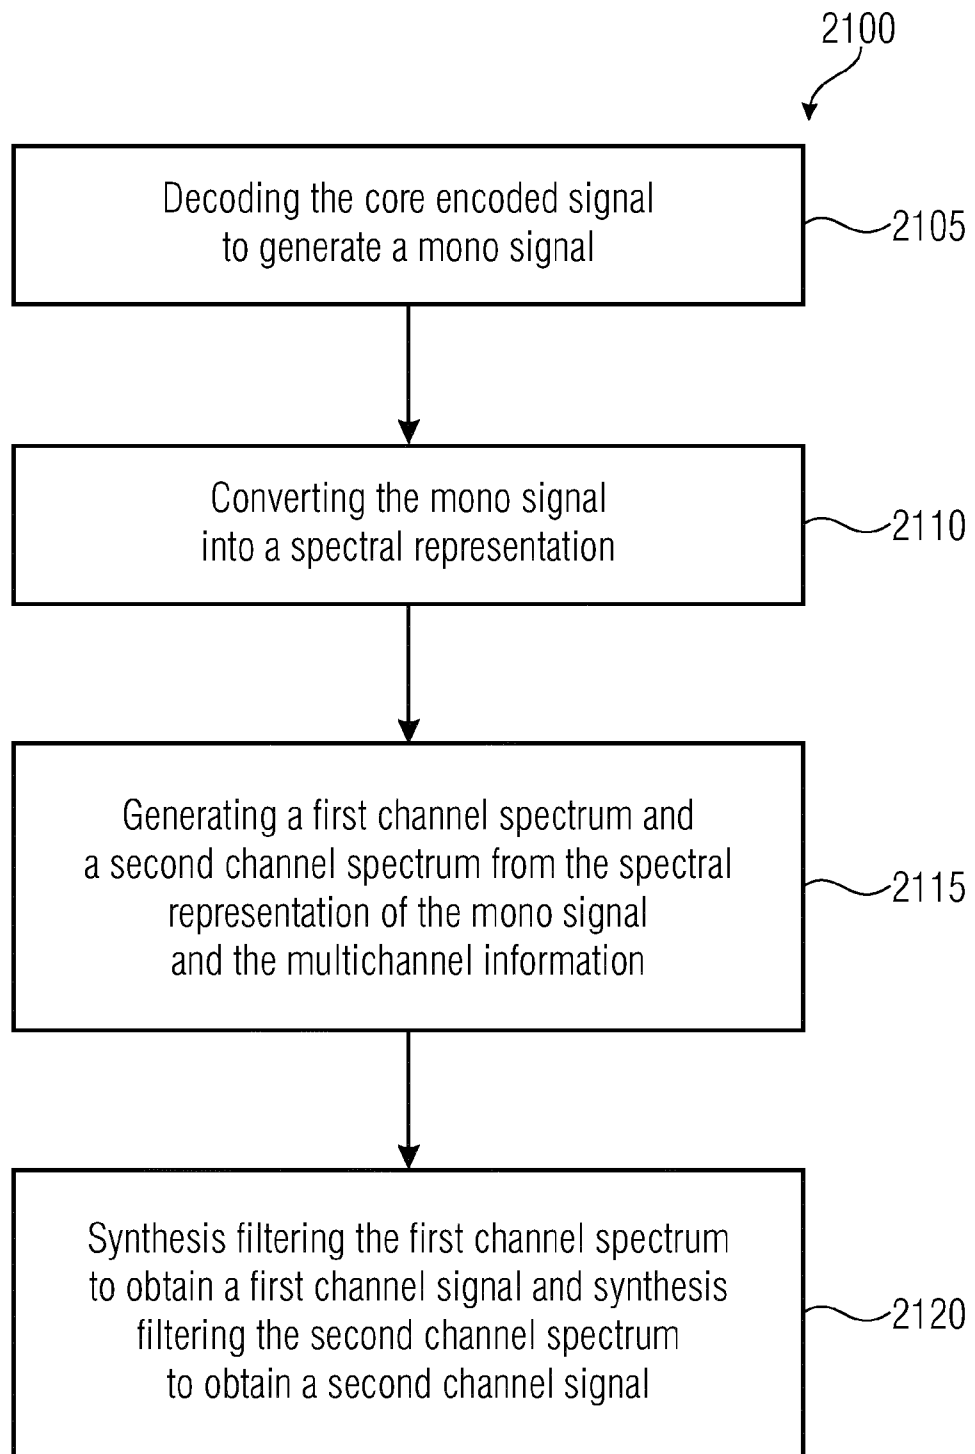 2100
Decoding the core encoded signal
to generate a mono signal
2105
Converting the mono signal
into a spectral representation
2110
Generating a first channel spectrum and
a second channel spectrum from the spectral
representation of the mono signal
and the multichannel information
2115
Synthesis filtering the first channel spectrum
to obtain a first channel signal and synthesis
filtering the second channel spectrum
to obtain a second channel signal
2120